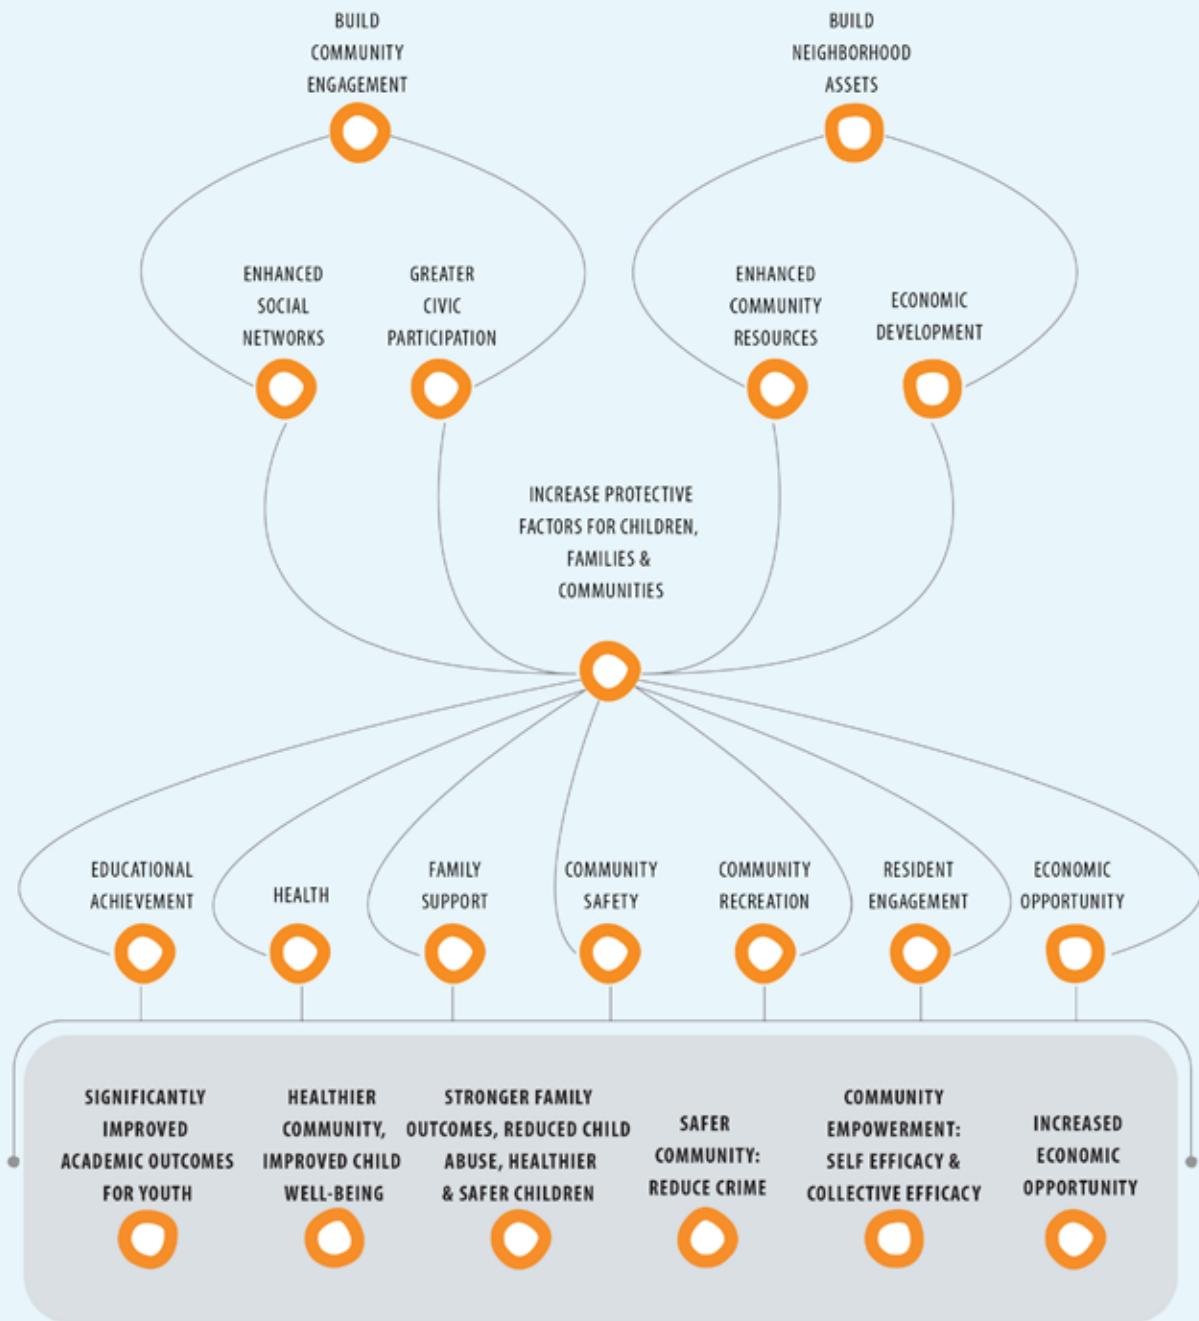 BUILD
COMMUNITY
ENGAGEMENT
BUILD
NEIGHBORHOOD
ASSETS
ENHANCED
SOCIAL
NETWORKS
GREATER
CIVIC
PARTICIPATION
ENHANCED
COMMUNITY
RESOURCES
ECONOMIC
DEVELOPMENT
INCREASE PROTECTIVE
FACTORS FOR CHILDREN,
FAMILIES &
COMMUNITIES
EDUCATIONAL
ACHIEVEMENT
HEALTH
FAMILY
SUPPORT
COMMUNITY
SAFETY
COMMUNITY
RECREATION
RESIDENT
ENGAGEMENT
ECONOMIC
OPPORTUNITY
SIGNIFICANTLY
IMPROVED
ACADEMIC OUTCOMES
FOR YOUTH
HEALTHIER
COMMUNITY,
IMPROVED CHILD
WELL-BEING
STRONGER FAMILY
OUTCOMES, REDUCED CHILD
ABUSE, HEALTHIER
& SAFER CHILDREN
SAFER
COMMUNITY:
REDUCE CRIME
COMMUNITY
EMPOWERMENT:
SELF EFFICACY &
COLLECTIVE EFFICACY
INCREASED
ECONOMIC
OPPORTUNITY